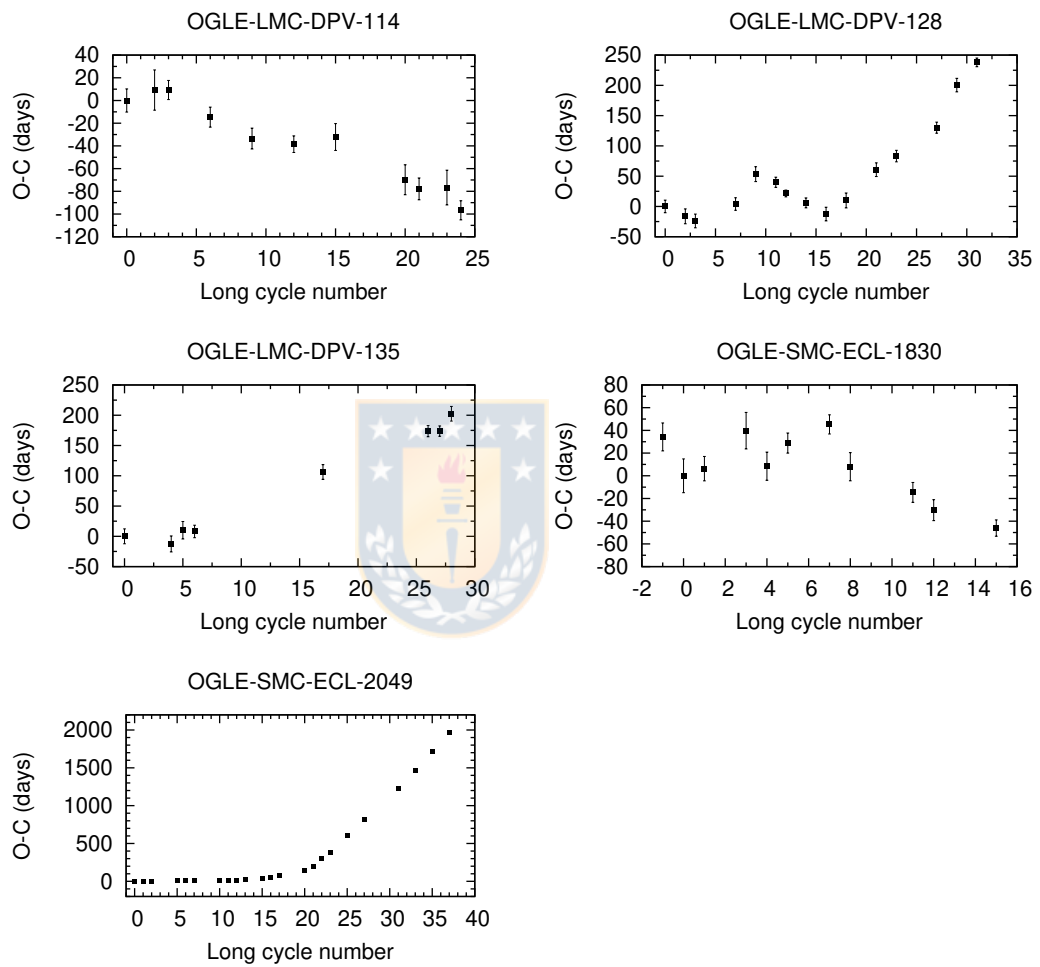 OGLE-LMC-DPV-114
O-C (days)
40
20
0
-20
-40
-60
-80
-100
-120
0 5 10 15 20 25
Long cycle number
OGLE-LMC-DPV-128
O-C (days)
250
200
150
100
50
0
-50
0 5 10 15 20 25 30 35
Long cycle number
OGLE-LMC-DPV-135
O-C (days)
250
200
150
100
50
0
-50
0 5 10 15 20 25 30
Long cycle number
OGLE-SMC-ECL-1830
O-C (days)
80
60
40
20
0
-20
-40
-60
-80
-2 0 2 4 6 8 10 12 14 16
Long cycle number
OGLE-SMC-ECL-2049
O-C (days)
2000
1500
1000
500
0
0 5 10 15 20 25 30 35 40
Long cycle number